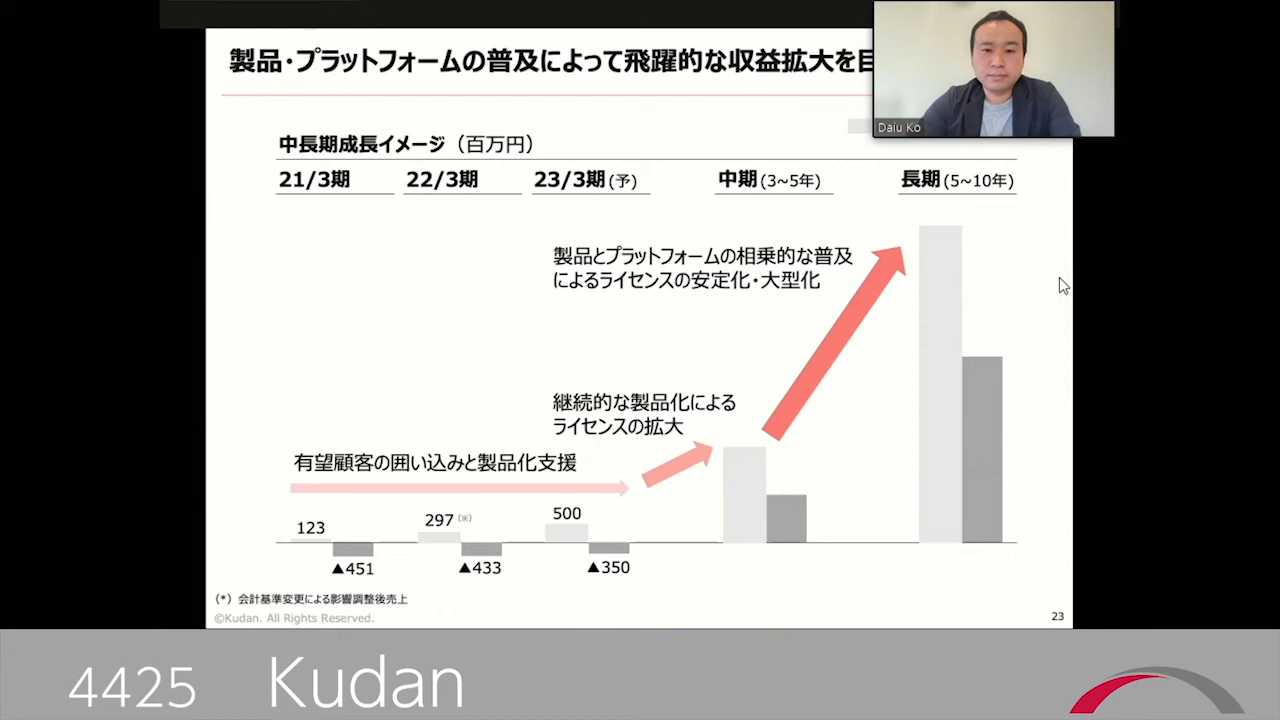 製品・プラットフォームの普及によって飛躍的な収益拡大を目
Daiu Ko
中長期成長イメージ（百万円）
21/3期 22/3期 23/3期(予) 中期(3~5年) 長期(5~10年)
製品とプラットフォームの相乗的な普及
によるライセンスの安定化・大型化
継続的な製品化による
ライセンスの拡大
有望顧客の囲い込みと製品化支援
123 297(※) 500
▲451 ▲433 ▲350
(*) 会計基準変更による影響調整後売上
©Kudan. All Rights Reserved.
23
4425 Kudan